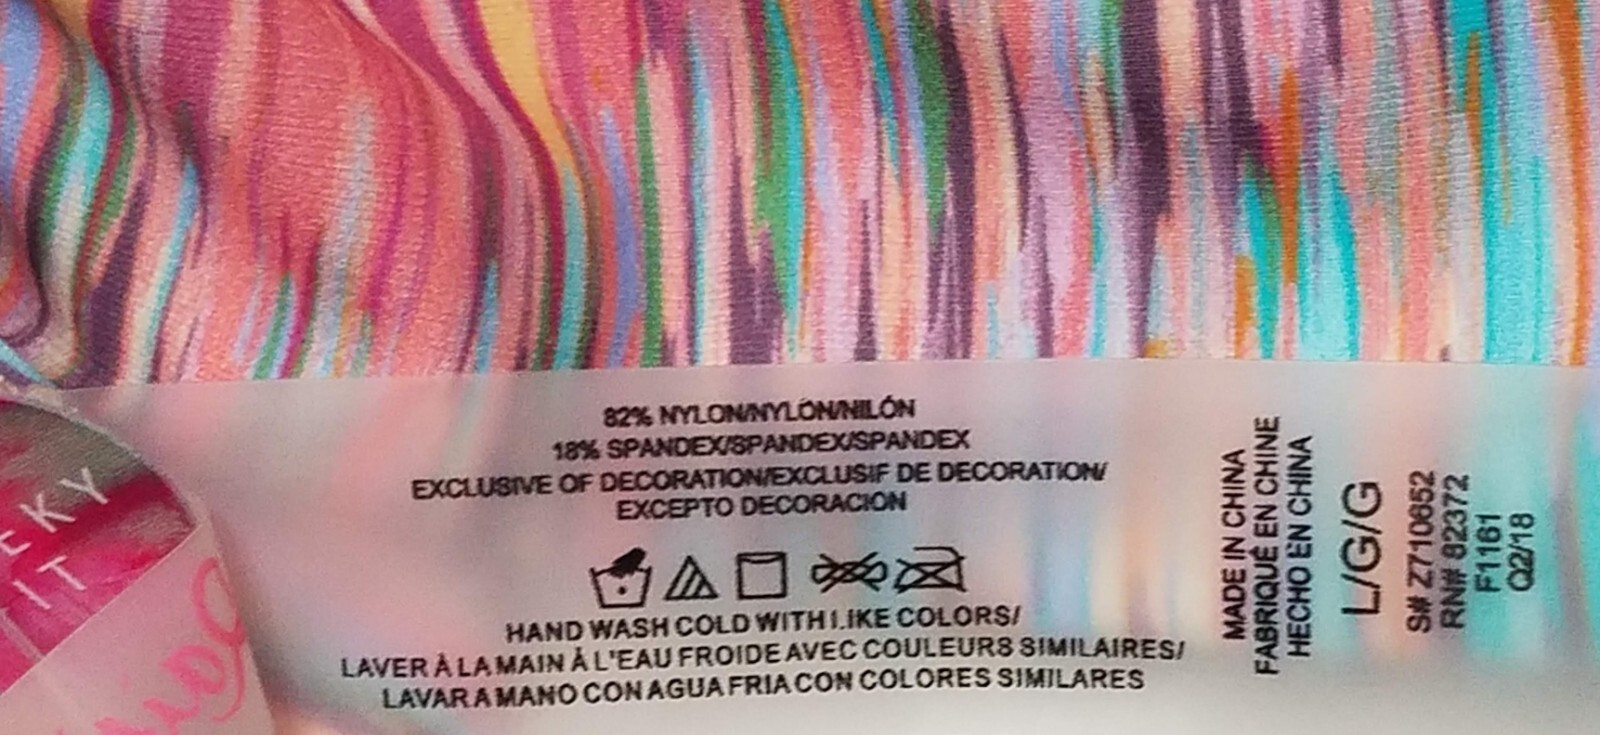 82% NYLON/NYLON/NILÓN
18% SPANDEX/SPANDEX/SPANDEX
EXCLUSIVE OF DECORATION/EXCLUSIF DE DECORATION/
EXCEPTO DECORACION
HAND WASH COLD WITH LIKE COLORS/
LAVER À LA MAIN À L'EAU FROIDE AVEC COULEURS SIMILAIRES/
LAVAR A MANO CON AGUA FRIA CON COLORES SIMILARES
MADE IN CHINA
FABRIQUÉ EN CHINE
HECHO EN CHINA
L/G/G
S# Z710652
RN# 82372
F1161
Q2/18
EKY
IT